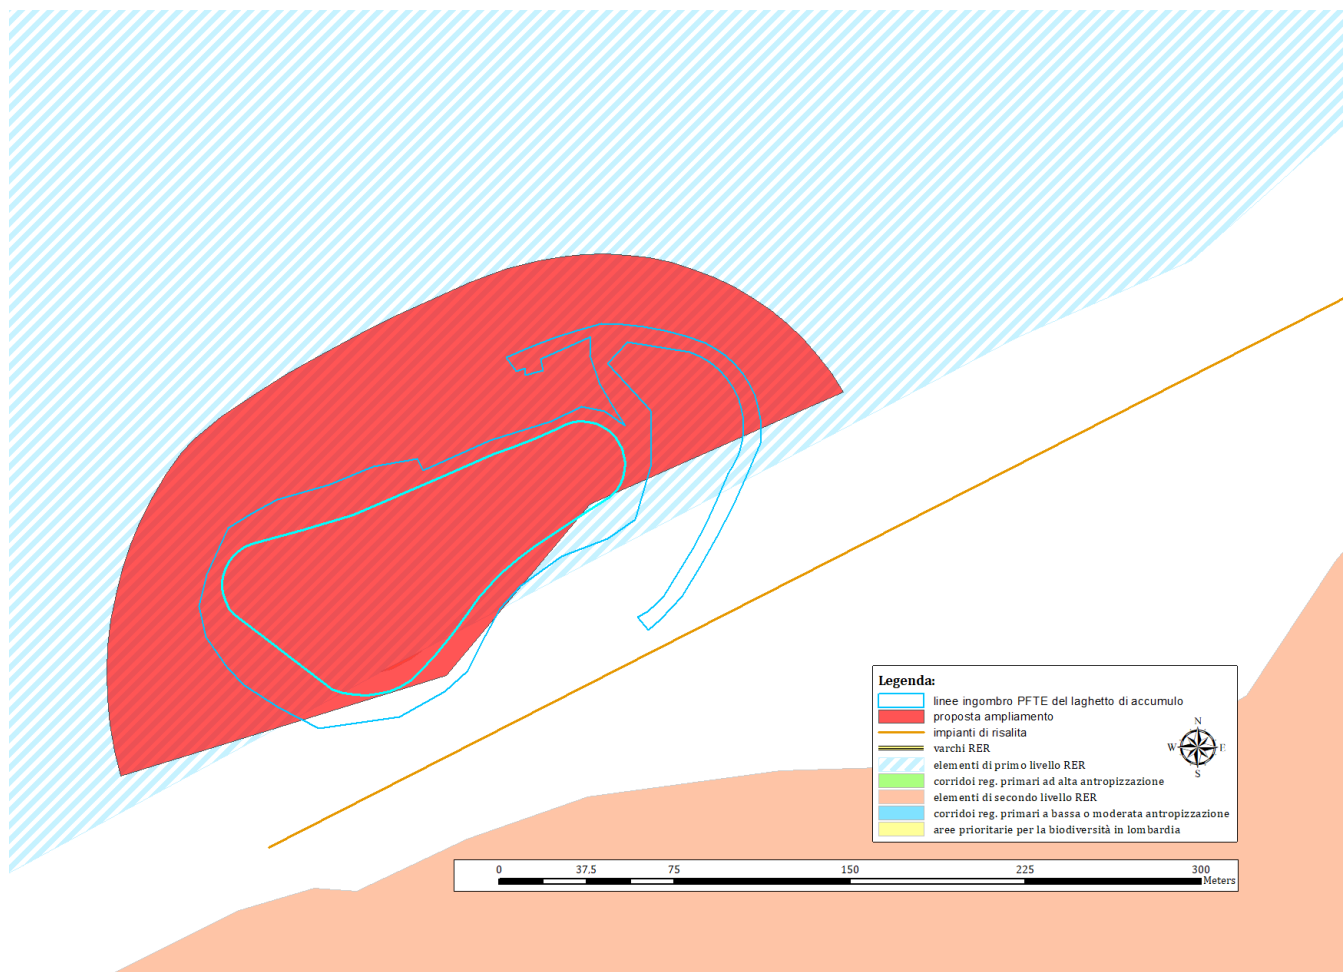 Legenda:
linee ingombro PFTE del laghetto di accumulo
proposta ampliamento
impianti di risalita
varchi RER
elementi di primo livello RER
corridoi reg. primari ad alta antropizzazione
elementi di secondo livello RER
corridoi reg. primari a bassa o moderata antropizzazione
aree prioritarie per la biodiversità in lombardia
N
W E
S
0 37.5 75 150 225 300
Meters